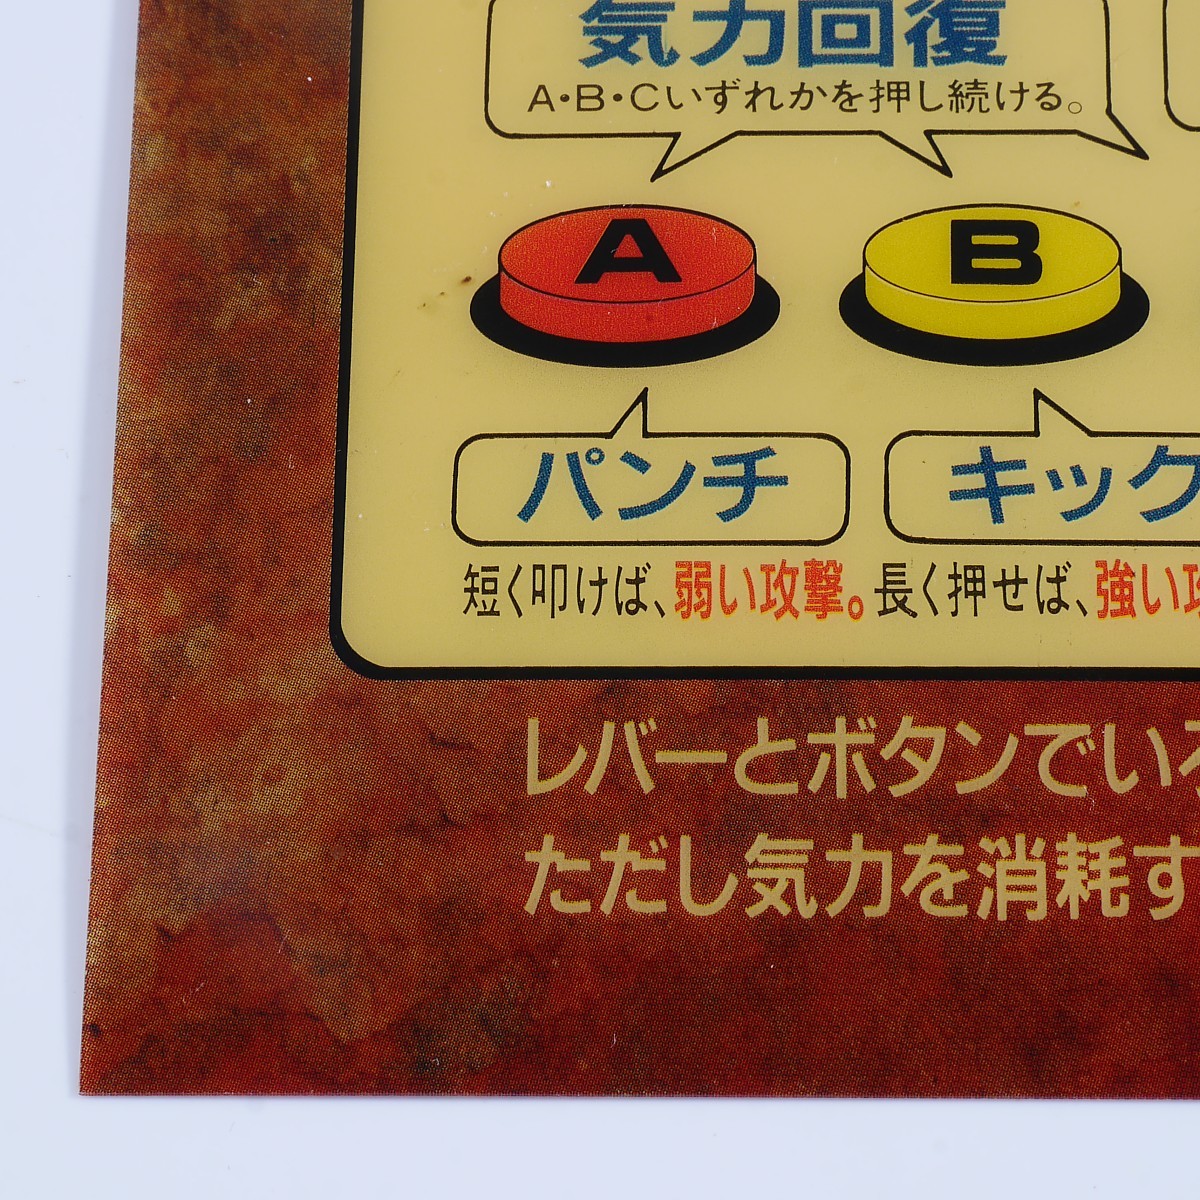 気力回復
A・B・Cいずれかを押し続ける。
A
B
パンチ
キック
短く叩けば、弱い攻撃。長く押せば、強い
レバーとボタンでい
ただし気力を消耗す